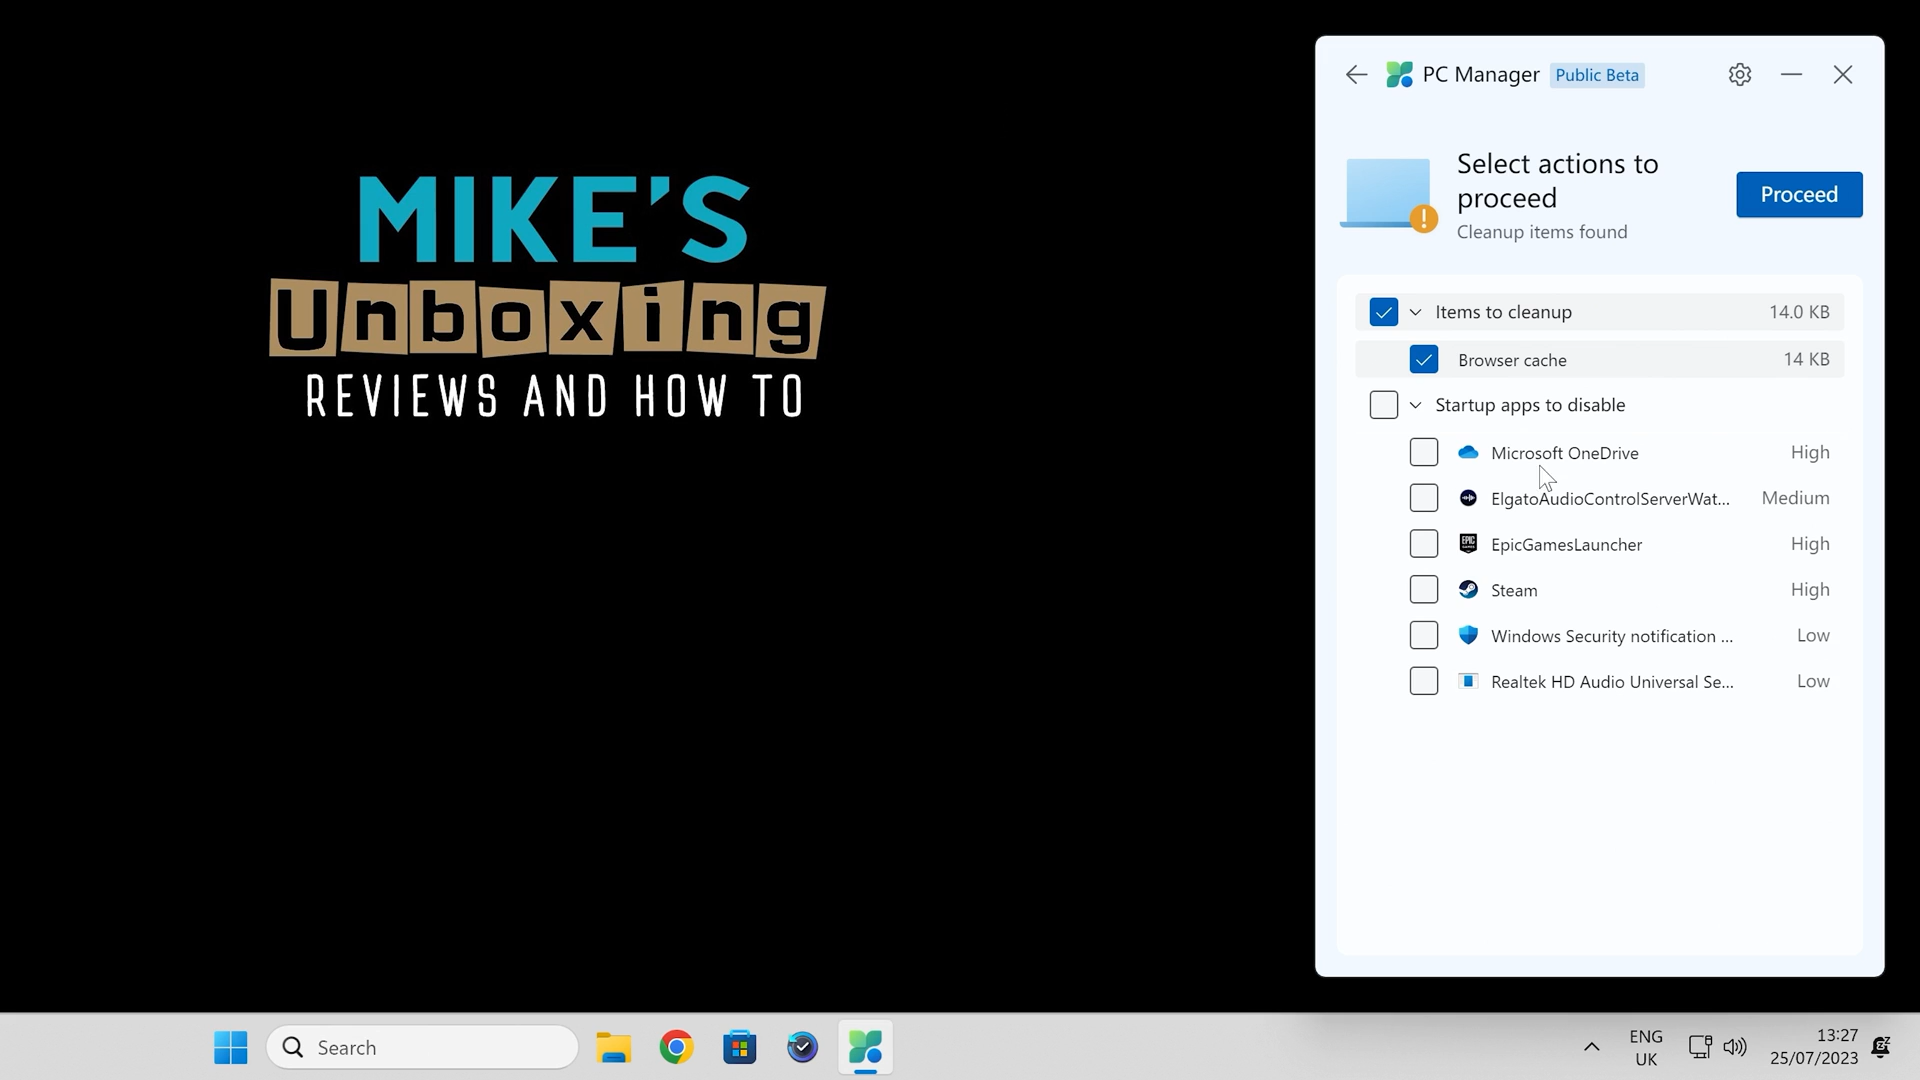 MIKE'S
Unboxing
REVIEWS AND HOW TO
PC Manager Public Beta
Select actions to
proceed
Cleanup items found
Proceed
Items to cleanup 14.0 KB
Browser cache 14 KB
Startup apps to disable
Microsoft OneDrive High
ElgatoAudioControlServerWat... Medium
EpicGamesLauncher High
Steam High
Windows Security notification ... Low
Realtek HD Audio Universal Se... Low
Search
ENG
UK
13:27
25/07/2023